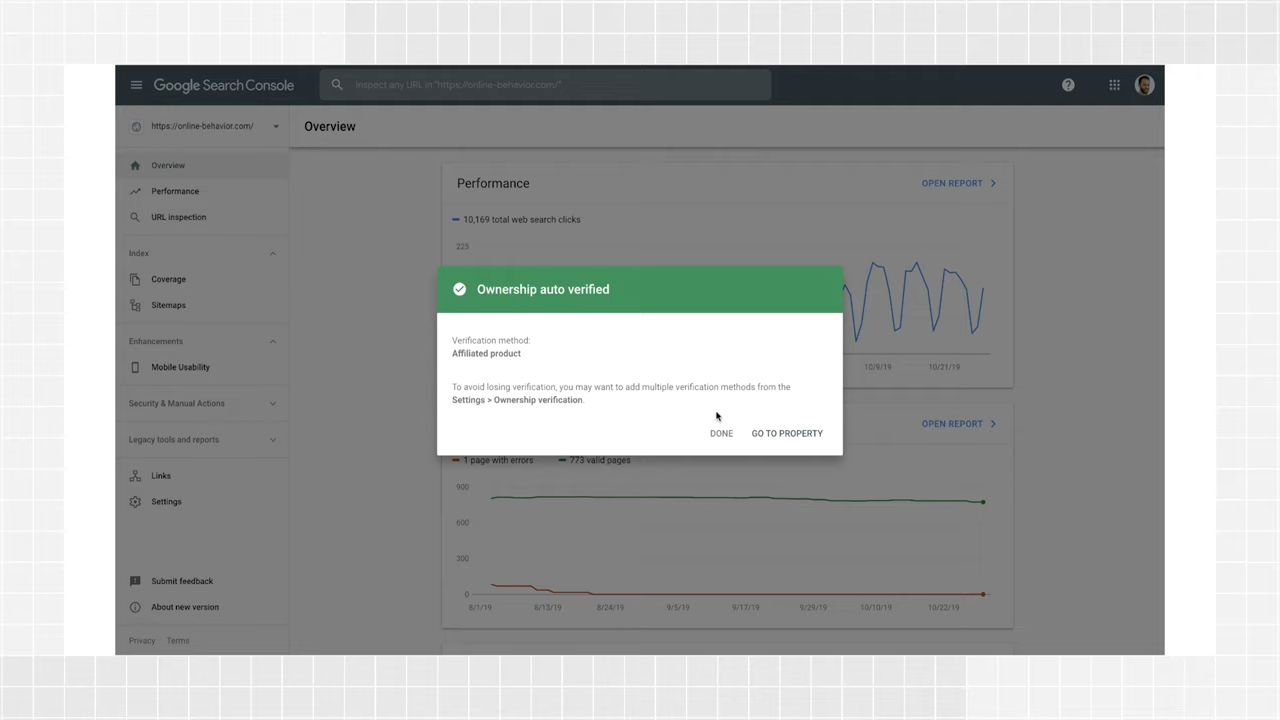 Google Search Console
Inspect any URL in "https://online-behavior.com/"
https://online-behavior.com/
Overview
Overview
Performance
URL inspection
Index
Coverage
Sitemaps
Enhancements
Mobile Usability
Security & Manual Actions
Legacy tools and reports
Links
Settings
Submit feedback
About new version
Privacy Terms
Performance
OPEN REPORT
10,169 total web search clicks
225
10/9/19 10/21/19
Ownership auto verified
Verification method:
Affiliated product
To avoid losing verification, you may want to add multiple verification methods from the
Settings > Ownership verification.
DONE GO TO PROPERTY
OPEN REPORT
1 page with errors 773 valid pages
900
600
300
0
8/1/19 8/13/19 8/24/19 9/5/19 9/17/19 9/29/19 10/10/19 10/22/19